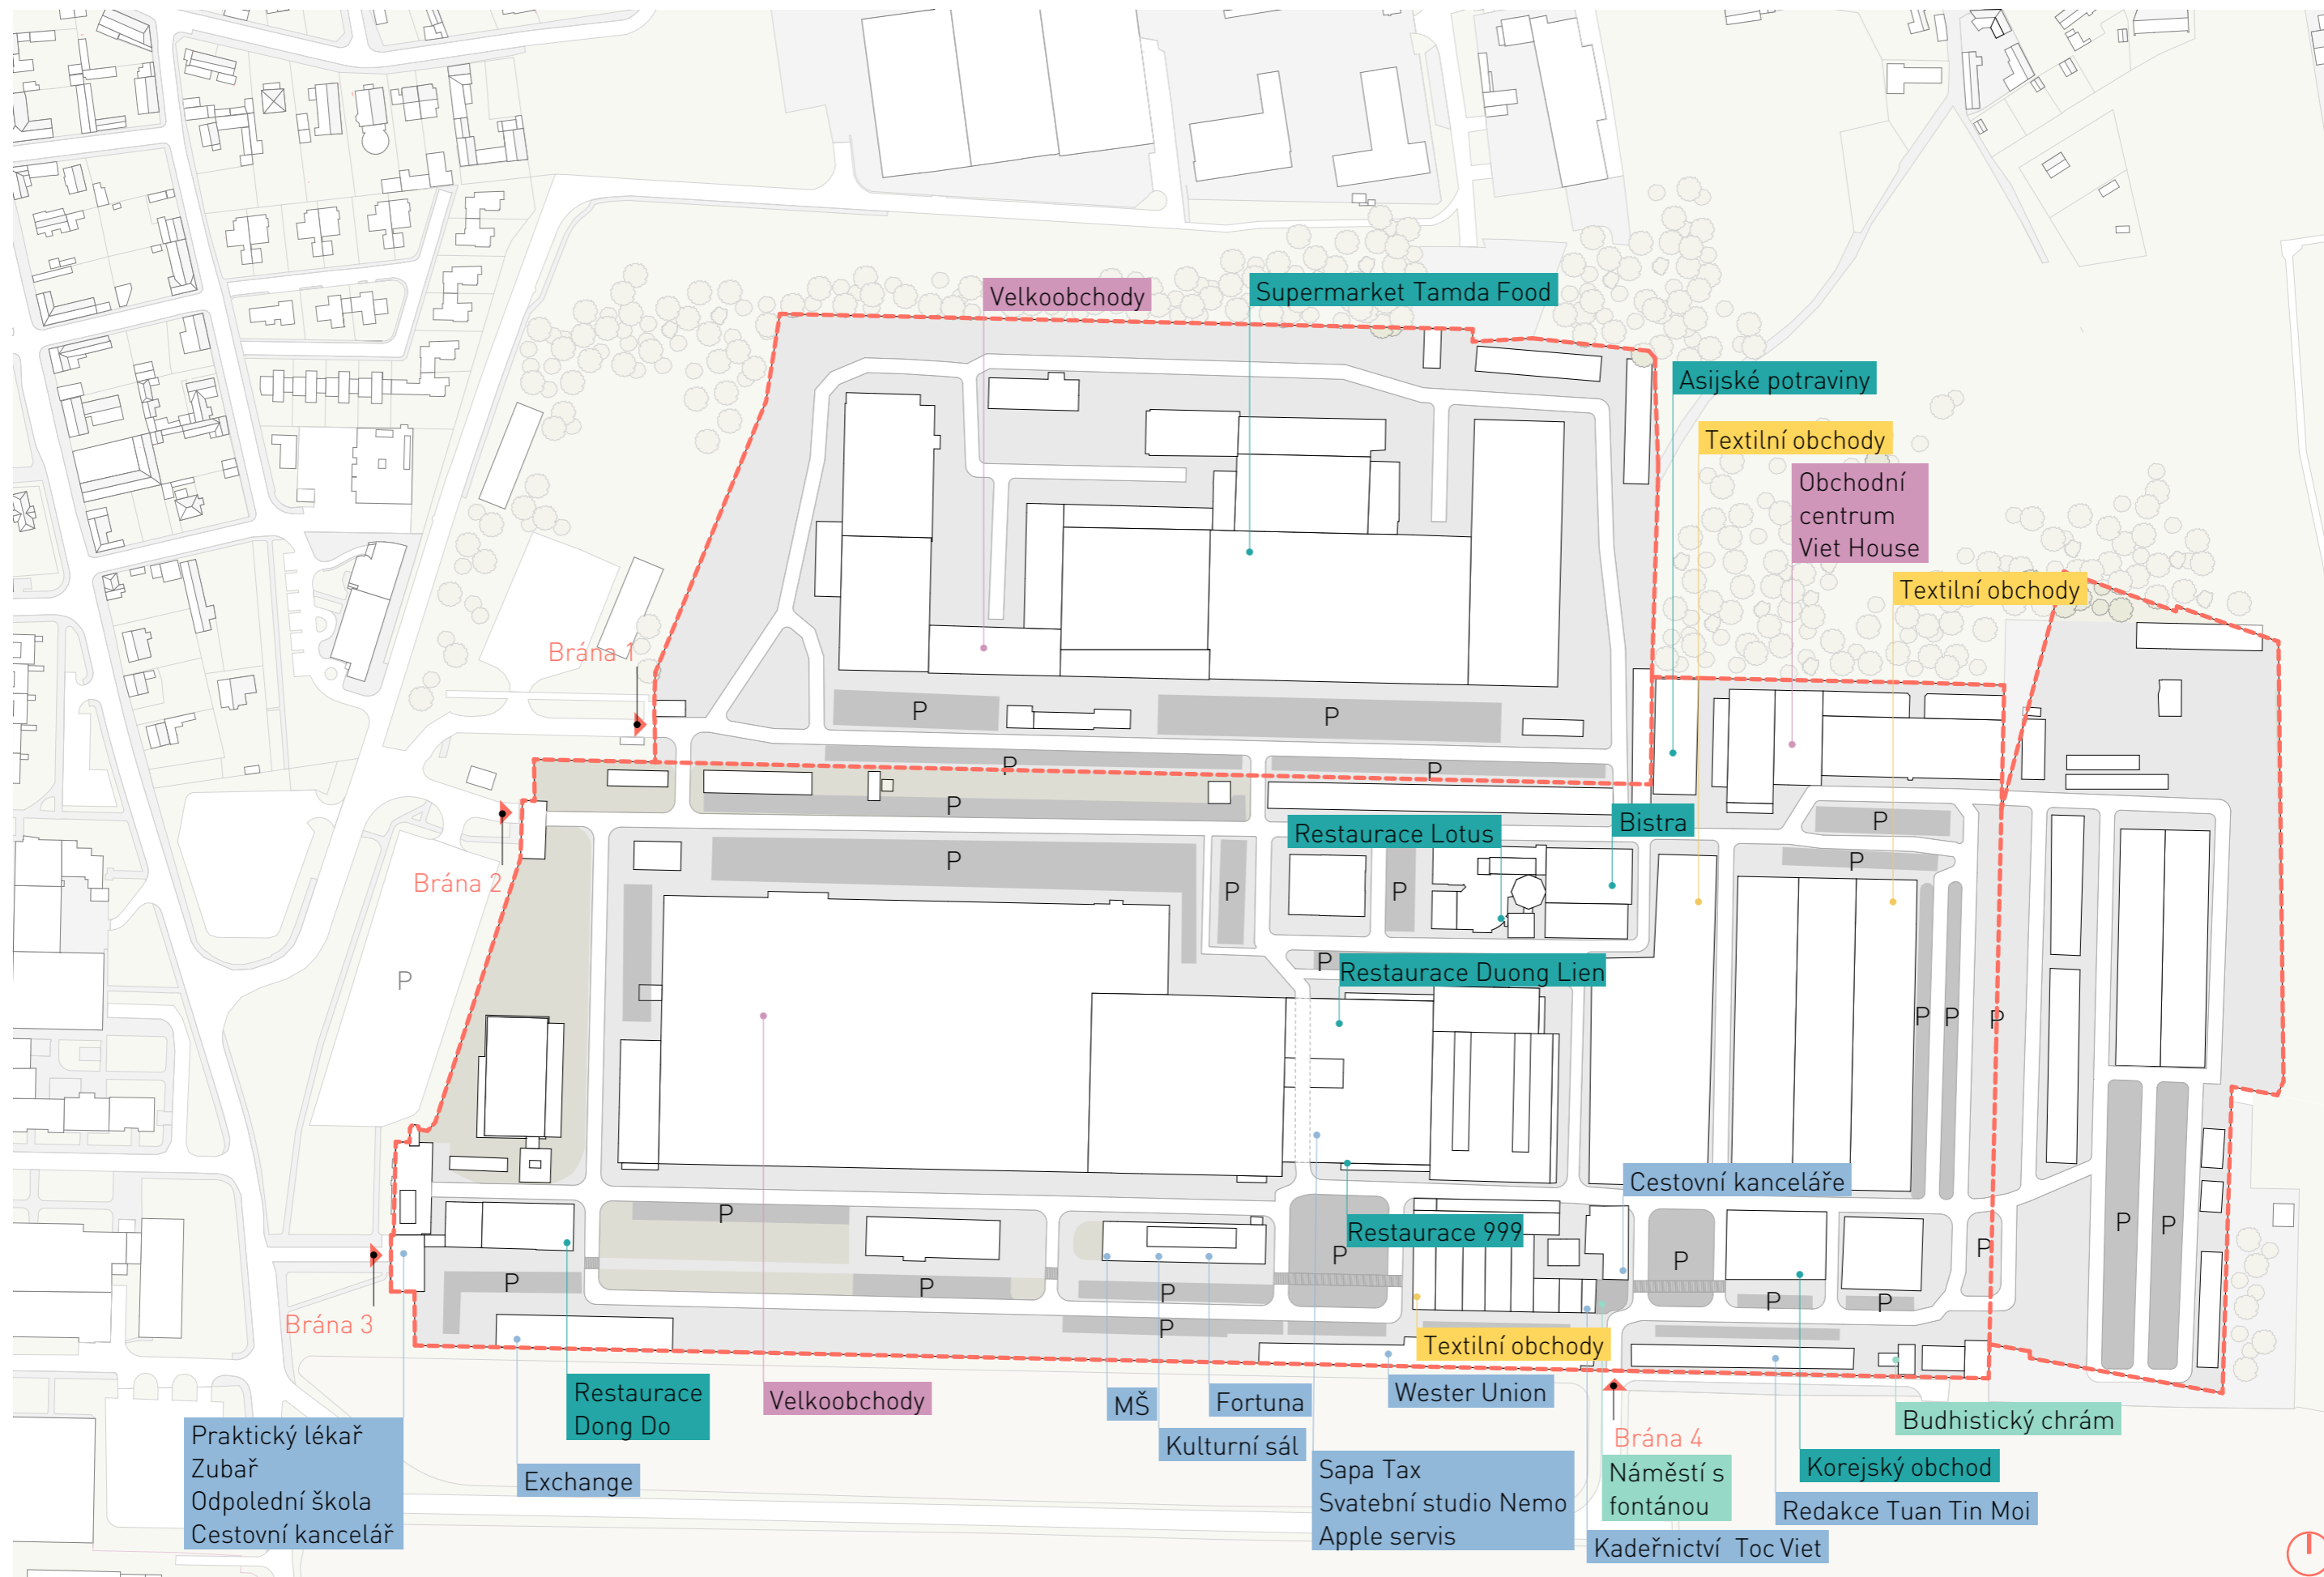 Velkoobchody
Supermarket Tamda Food
Asijské potraviny
Textilní obchody
Obchodní
centrum
Viet House
Textilní obchody
Brána 1
P
P
P
P
P
Brána 2
Restaurace Lotus
Bistra
P
P
P
P
P
P
P
P
Restaurace Duong Lien
P
P
P
Cestovní kanceláře
P
Restaurace 999
P
P
P
P
P
P
Brána 3
P
P
P
P
P
P
Textilní obchody
Restaurace
Dong Do
Velkoobchody
MŠ
Fortuna
Wester Union
Budhistický chrám
Praktický lékař
Zubař
Odpolední škola
Cestovní kancelář
Exchange
Kulturní sál
Sapa Tax
Svatební studio Nemo
Apple servis
Brána 4
Náměstí s
fontánou
Korejský obchod
Redakce Tuan Tin Moi
Kadeřnictví Toc Viet